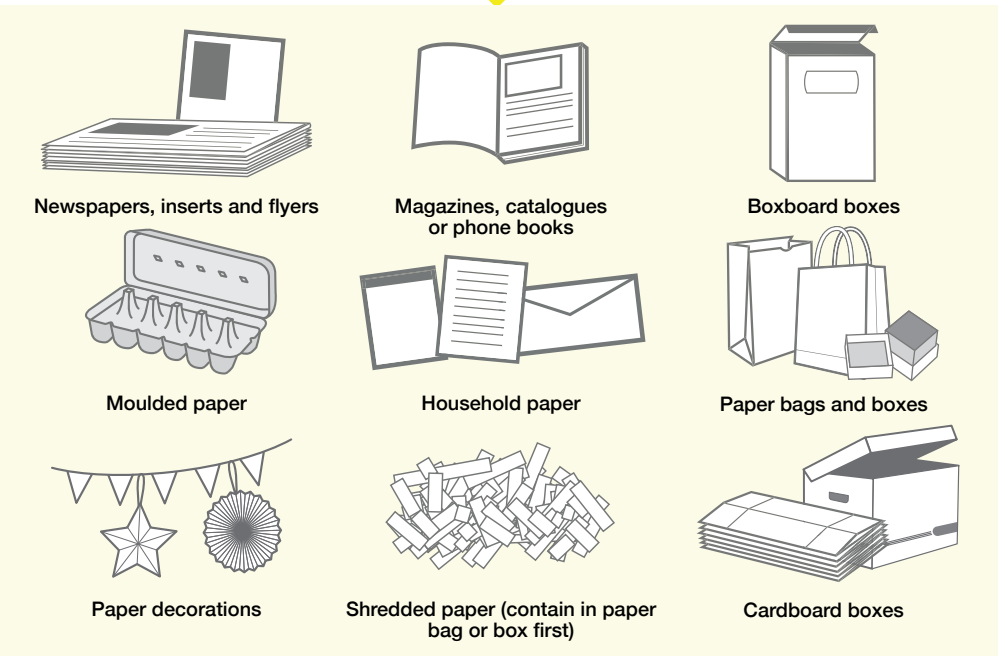 Newspapers, inserts and flyers
Magazines, catalogues
or phone books
Boxboard boxes
Moulded paper
Household paper
Paper bags and boxes
Paper decorations
Shredded paper (contain in paper
bag or box first)
Cardboard boxes